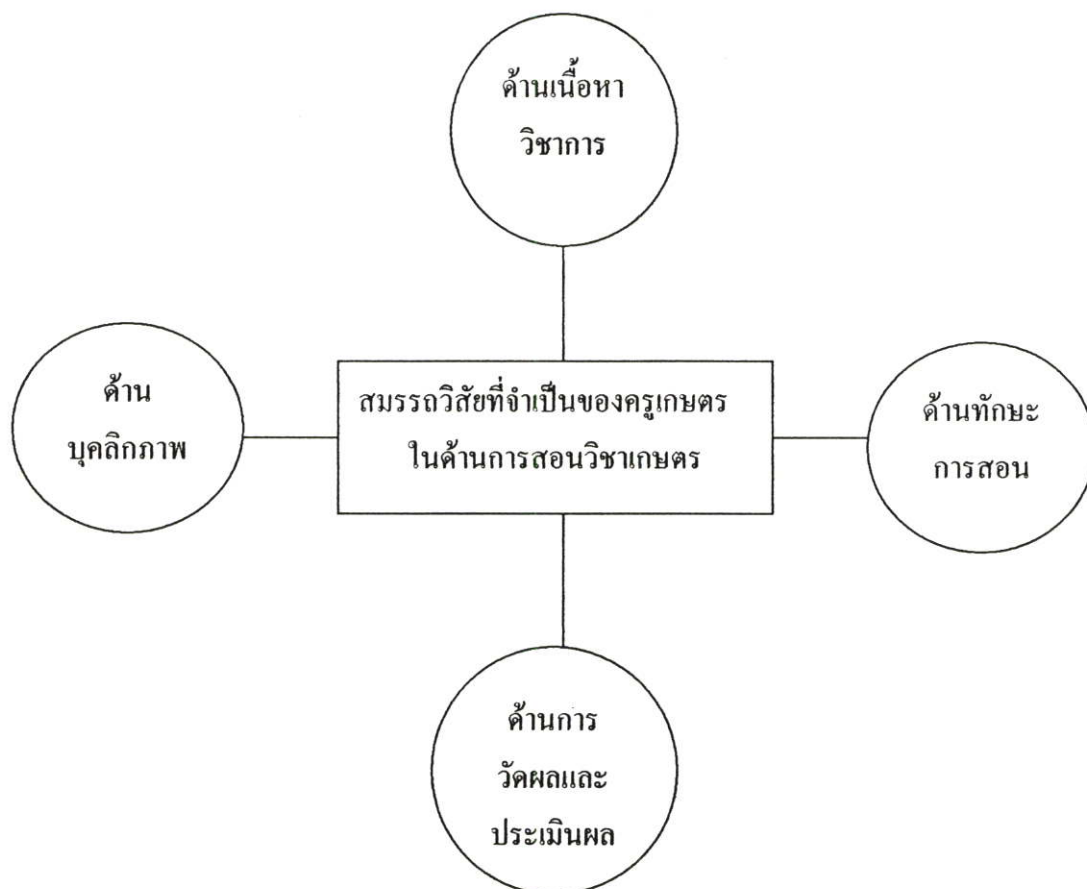 ด้านเนื้อหา
วิชาการ
ด้าน
บุคลิกภาพ
สมรรถวิสัยที่จำเป็นของครูเกษตร
ในด้านการสอนวิชาเกษตร
ด้านทักษะ
การสอน
ด้านการ
วัดผลและ
ประเมินผล